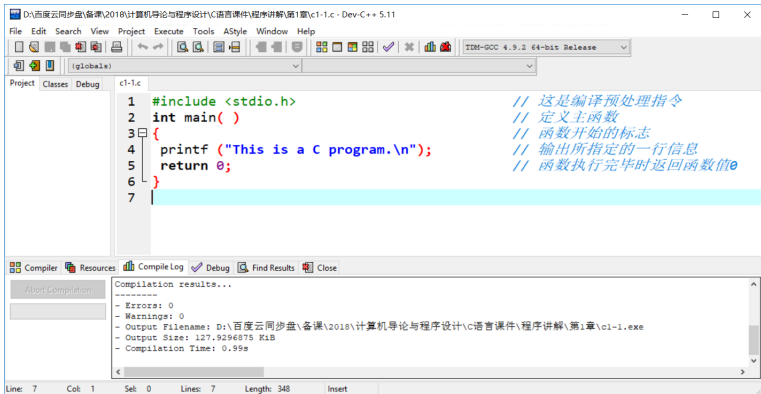 D:\百度云同步盘\备课\2018\计算机导论与程序设计\C语言课件\程序讲解\第1章\c1-1.c - Dev-C++ 5.11
File Edit Search View Project Execute Tools AStyle Window Help
TDM-GCC 4.9.2 64-bit Release
(globals)
Project Classes Debug c1-1.c
1 #include <stdio.h> // 这是编译预处理指令
2 int main( ) // 定义主函数
3 { // 函数开始的标志
4 printf ("This is a C program.\n"); // 输出所指定的一行信息
5 return 0; // 函数执行完毕时返回函数值0
6 }
7
Compiler Resources Compile Log Debug Find Results Close
Abort Compilation
Compilation results...
--------
- Errors: 0
- Warnings: 0
- Output Filename: D:\百度云同步盘\备课\2018\计算机导论与程序设计\C语言课件\程序讲解\第1章\c1-1.exe
- Output Size: 127.9296875 KiB
- Compilation Time: 0.99s
Line: 7 Col: 1 Sel: 0 Lines: 7 Length: 348 Insert